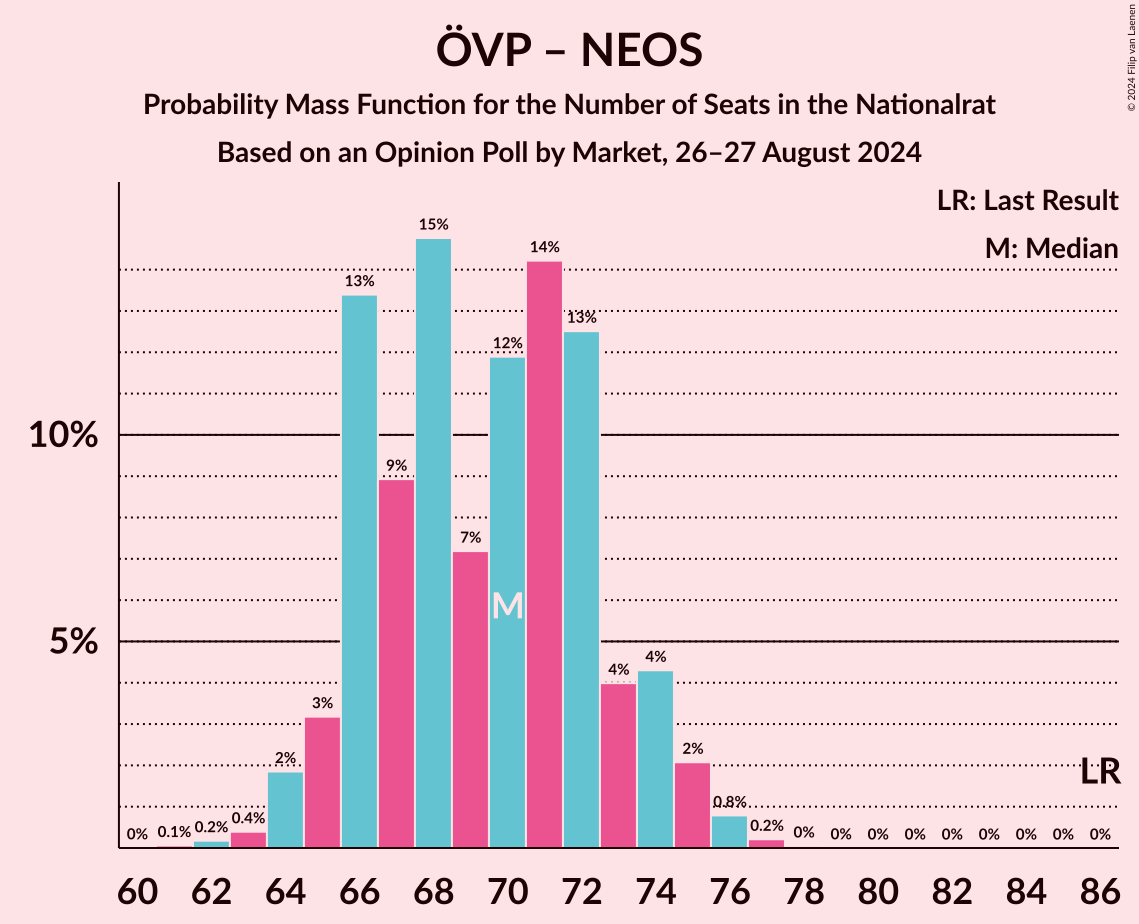 ÖVP – NEOS
Probability Mass Function for the Number of Seats in the Nationalrat
Based on an Opinion Poll by Market, 26–27 August 2024
© 2024 Filip van Laenen
LR: Last Result
M: Median
10%
5%
0% 0.1% 0.2% 0.4% 2% 3% 13% 9% 15% 7% 12% 14% 13% 4% 4% 2% 0.8% 0.2% 0% 0% 0% 0% 0% 0% 0% 0% 0%
M
LR
60 62 64 66 68 70 72 74 76 78 80 82 84 86